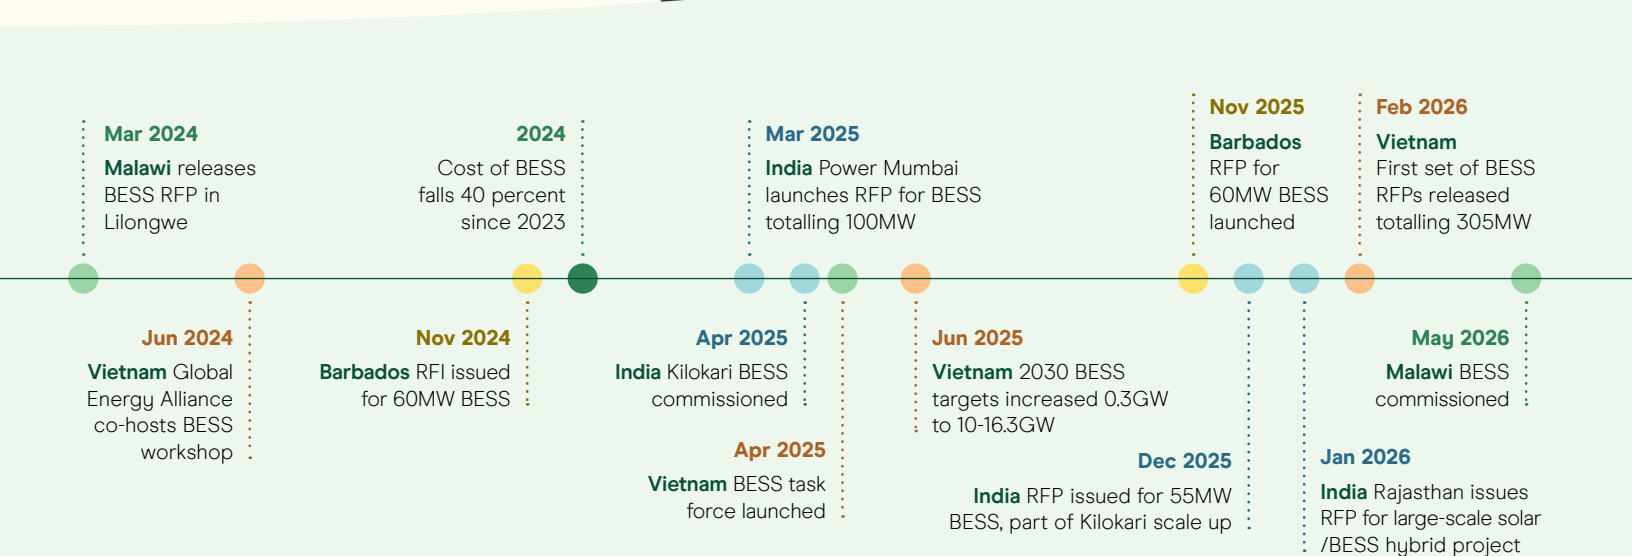 Mar 2024
Malawi releases
BESS RFP in
Lilongwe
Jun 2024
Vietnam Global
Energy Alliance
co-hosts BESS
workshop
Nov 2024
Barbados RFI issued
for 60MW BESS
2024
Cost of BESS
falls 40 percent
since 2023
Mar 2025
India Power Mumbai
launches RFP for BESS
totalling 100MW
Apr 2025
India Kilokari BESS
commissioned
Apr 2025
Vietnam BESS task
force launched
Jun 2025
Vietnam 2030 BESS
targets increased 0.3GW
to 10-16.3GW
Nov 2025
Barbados
RFP for
60MW BESS
launched
Dec 2025
India RFP issued for 55MW
BESS, part of Kilokari scale up
Jan 2026
India Rajasthan issues
RFP for large-scale solar
/BESS hybrid project
Feb 2026
Vietnam
First set of BESS
RFPs released
totalling 305MW
May 2026
Malawi BESS
commissioned